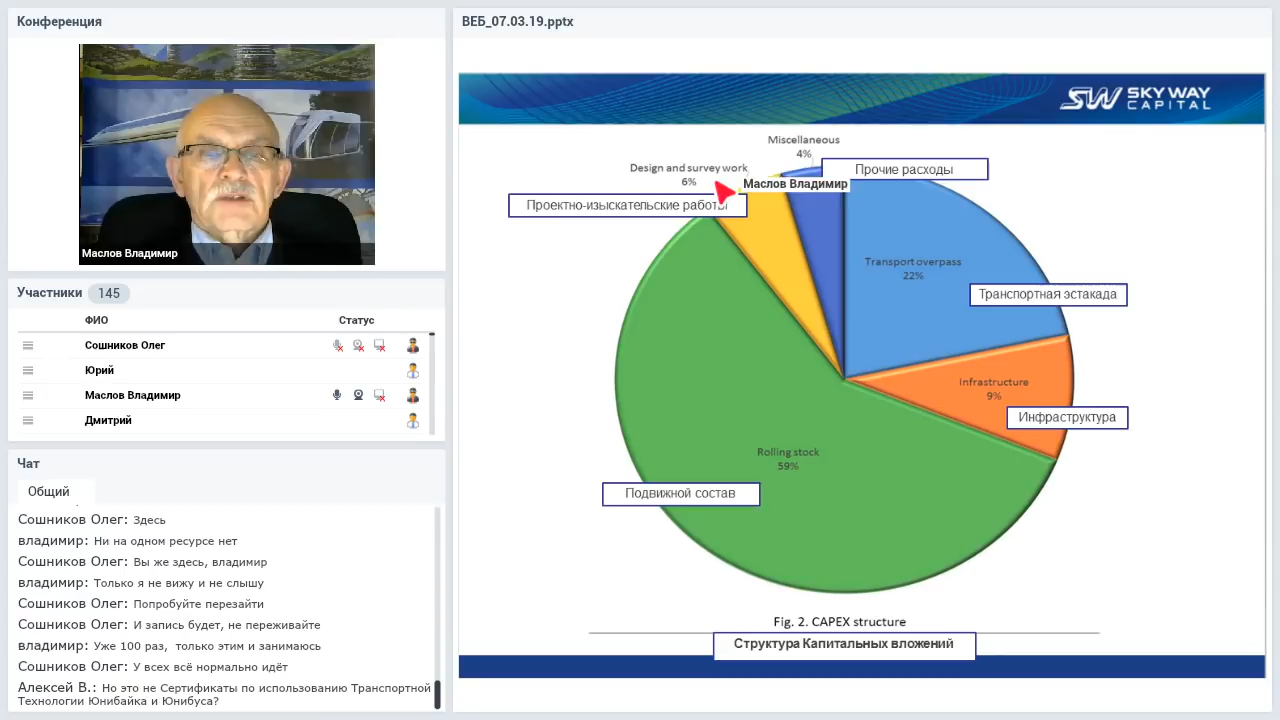 Конференция
Маслов Владимир
Участники 145
ФИО Статус
Сошников Олег
Юрий
Маслов Владимир
Дмитрий
Чат
Общий
Сошников Олег: Здесь
владимир: Ни на одном ресурсе нет
Сошников Олег: Вы же здесь, владимир
владимир: Только я не вижу и не слышу
Сошников Олег: Попробуйте перезайти
Сошников Олег: И запись будет, не переживайте
владимир: Уже 100 раз, только этим и занимаюсь
Сошников Олег: У всех всё нормально идёт
Алексей В.: Но это не Сертификаты по использованию Транспортной
Технологии Юнибайка и Юнибуса?
ВЕБ_07.03.19.pptx
SW SKY WAY
CAPITAL
Miscellaneous
4%
Прочие расходы
Design and survey work
6%
Маслов Владимир
Проектно-изыскательские работы
Transport overpass
22%
Транспортная эстакада
Infrastructure
9%
Инфраструктура
Rolling stock
59%
Подвижной состав
Fig. 2. CAPEX structure
Структура Капитальных вложений